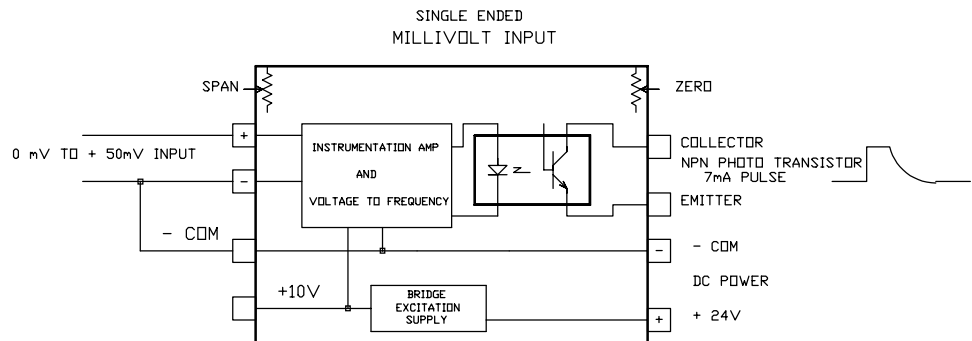 SINGLE ENDED
MILLIVOLT INPUT
SPAN
ZERO
+
0 mV TO + 50mV INPUT
-
INSTRUMENTATION AMP
AND
VOLTAGE TO FREQUENCY
COLLECTOR
NPN PHOTO TRANSISTOR
7mA PULSE
EMITTER
- COM
-
- COM
DC POWER
+10V
BRIDGE
EXCITATION
SUPPLY
+
+ 24V